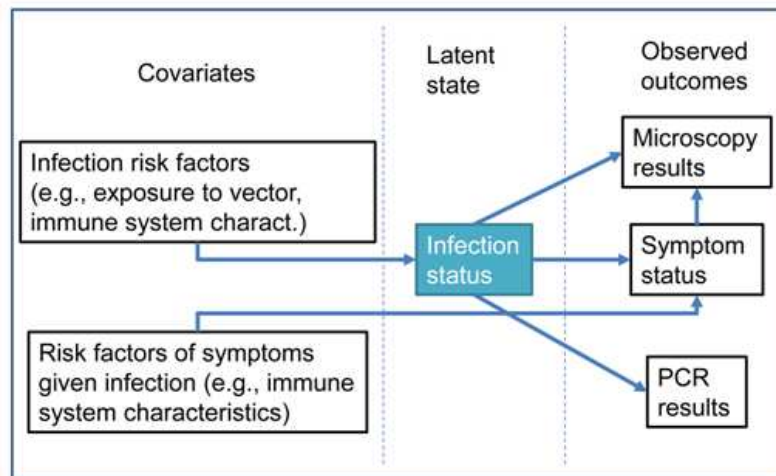 Covariates
Latent
state
Observed
outcomes
Infection risk factors
(e.g., exposure to vector,
immune system charact.)
Infection
status
Microscopy
results
Symptom
status
Risk factors of symptoms
given infection (e.g., immune
system characteristics)
PCR
results